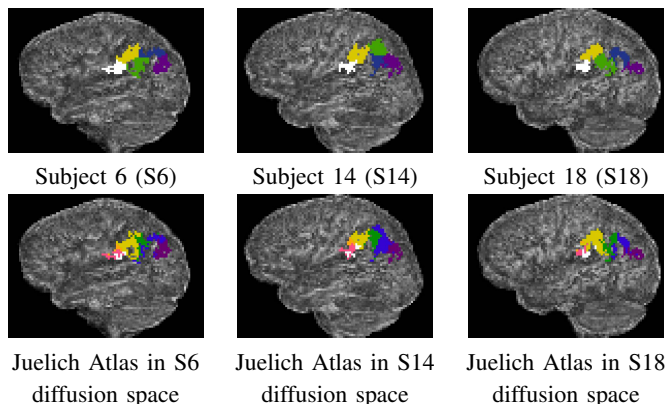 Subject 6 (S6) Subject 14 (S14) Subject 18 (S18)
Juelich Atlas in S6 Juelich Atlas in S14 Juelich Atlas in S18
diffusion space diffusion space diffusion space